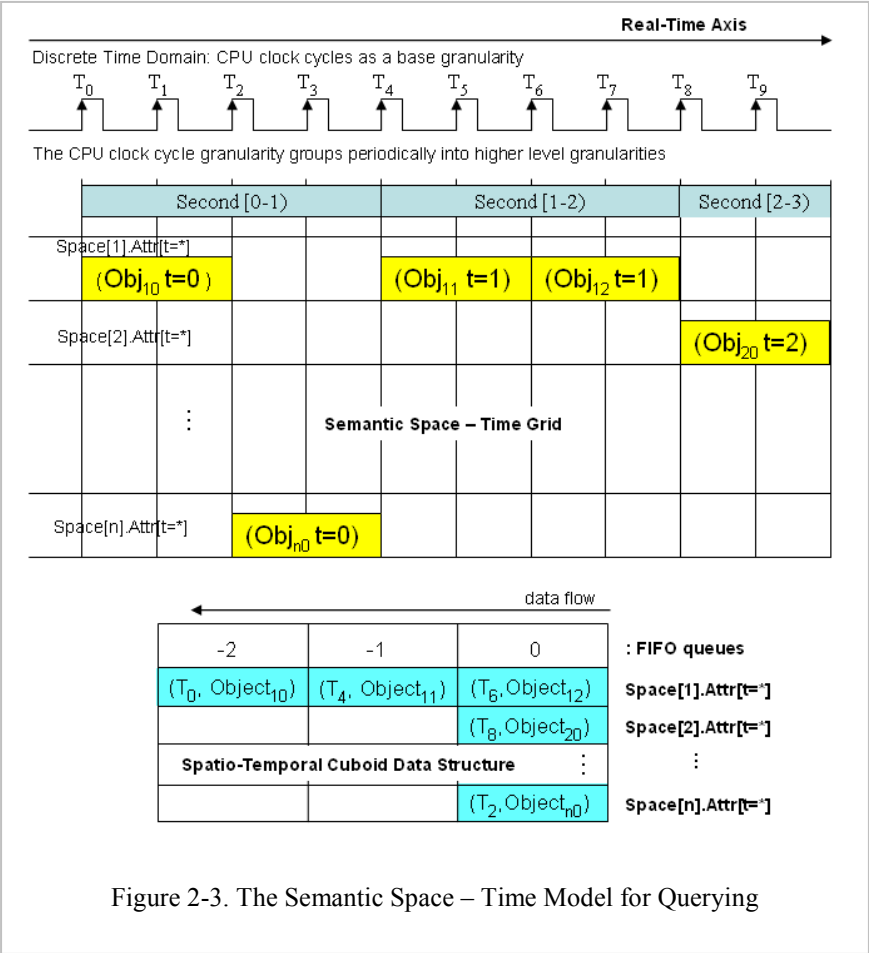 Real-Time Axis
Discrete Time Domain: CPU clock cycles as a base granularity
T0 T1 T2 T3 T4 T5 T6 T7 T8 T9
The CPU clock cycle granularity groups periodically into higher level granularities
Second [0-1) Second [1-2) Second [2-3)
Space[1].Attr[t=*]
(Obj10 t=0 ) (Obj11 t=1) (Obj12 t=1)
Space[2].Attr[t=*]
(Obj20 t=2)
⋮
Semantic Space – Time Grid
Space[n].Attr[t=*]
(Objn0 t=0)
data flow
-2 -1 0 : FIFO queues
(T0, Object10) (T4, Object11) (T6,Object12) Space[1].Attr[t=*]
(T8,Object20) Space[2].Attr[t=*]
Spatio-Temporal Cuboid Data Structure ⋮ ⋮
(T2,Objectn0) Space[n].Attr[t=*]
Figure 2-3. The Semantic Space – Time Model for Querying